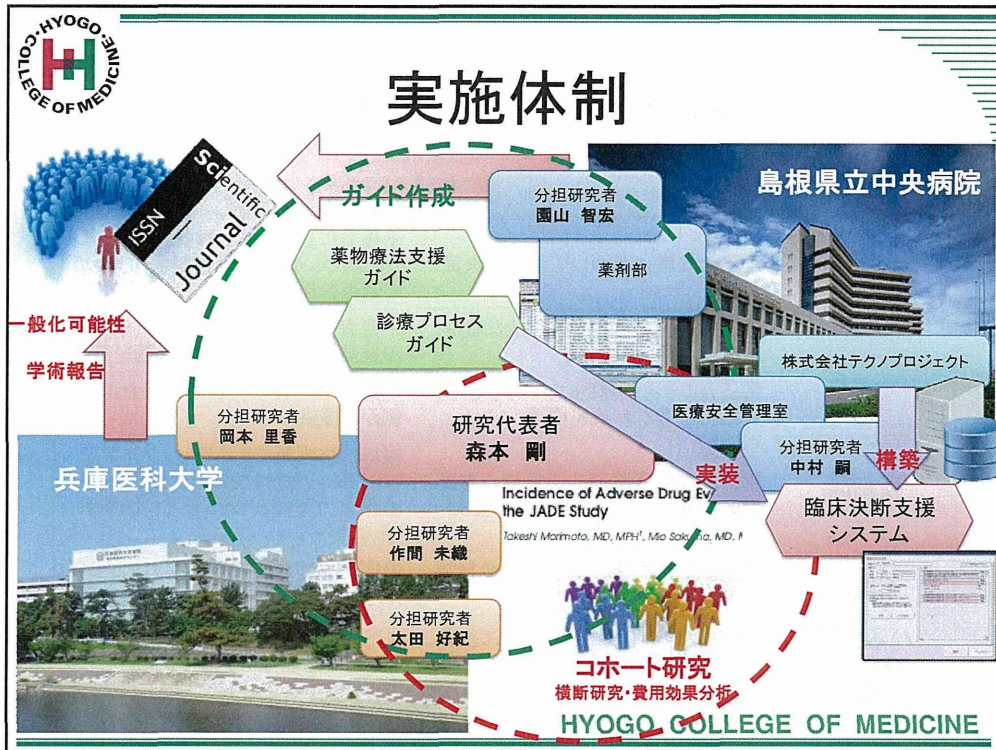 HYOGO
COLLEGE OF MEDICINE
実施体制
Scientific
Journal
ISSN
ガイド作成
分担研究者
園山 智宏
島根県立中央病院
薬剤部
薬物療法支援
ガイド
診療プロセス
ガイド
一般化可能性
学術報告
株式会社テクノプロジェクト
分担研究者
岡本 里香
研究代表者
森本 剛
医療安全管理室
分担研究者
中村 嗣
構築
実装
兵庫医科大学
Incidence of Adverse Drug Ev
the JADE Study
Takeshi Morimoto, MD, MPH¹, Mio Sakuma, MD, M
臨床決断支援
システム
分担研究者
作間 未織
分担研究者
太田 好紀
コホート研究
横断研究・費用効果分析
HYOGO COLLEGE OF MEDICINE